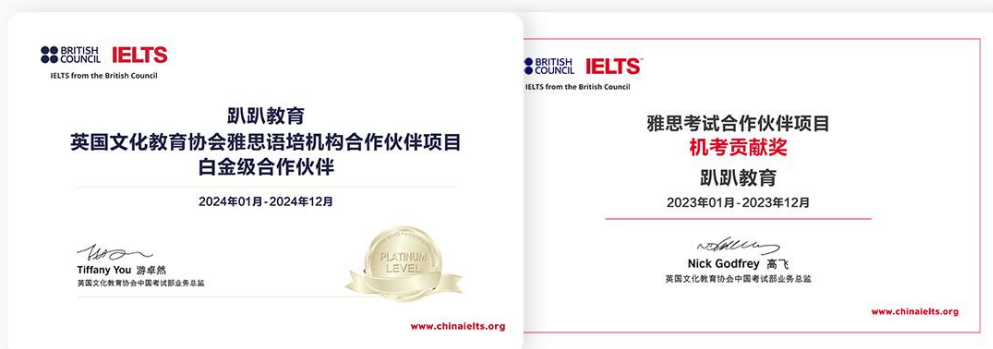 BRITISH COUNCIL IELTS
IELTS from the British Council
趴趴教育
英国文化教育协会雅思语培机构合作伙伴项目
白金级合作伙伴
2024年01月-2024年12月
Tiffany You 游卓然
英国文化教育协会中国考试部业务总监
PLATINUM
LEVEL
www.chinaielts.org
BRITISH COUNCIL IELTS
IELTS from the British Council
雅思考试合作伙伴项目
机考贡献奖
趴趴教育
2023年01月-2023年12月
Nick Godfrey 高飞
英国文化教育协会中国考试部业务总监
www.chinaielts.org